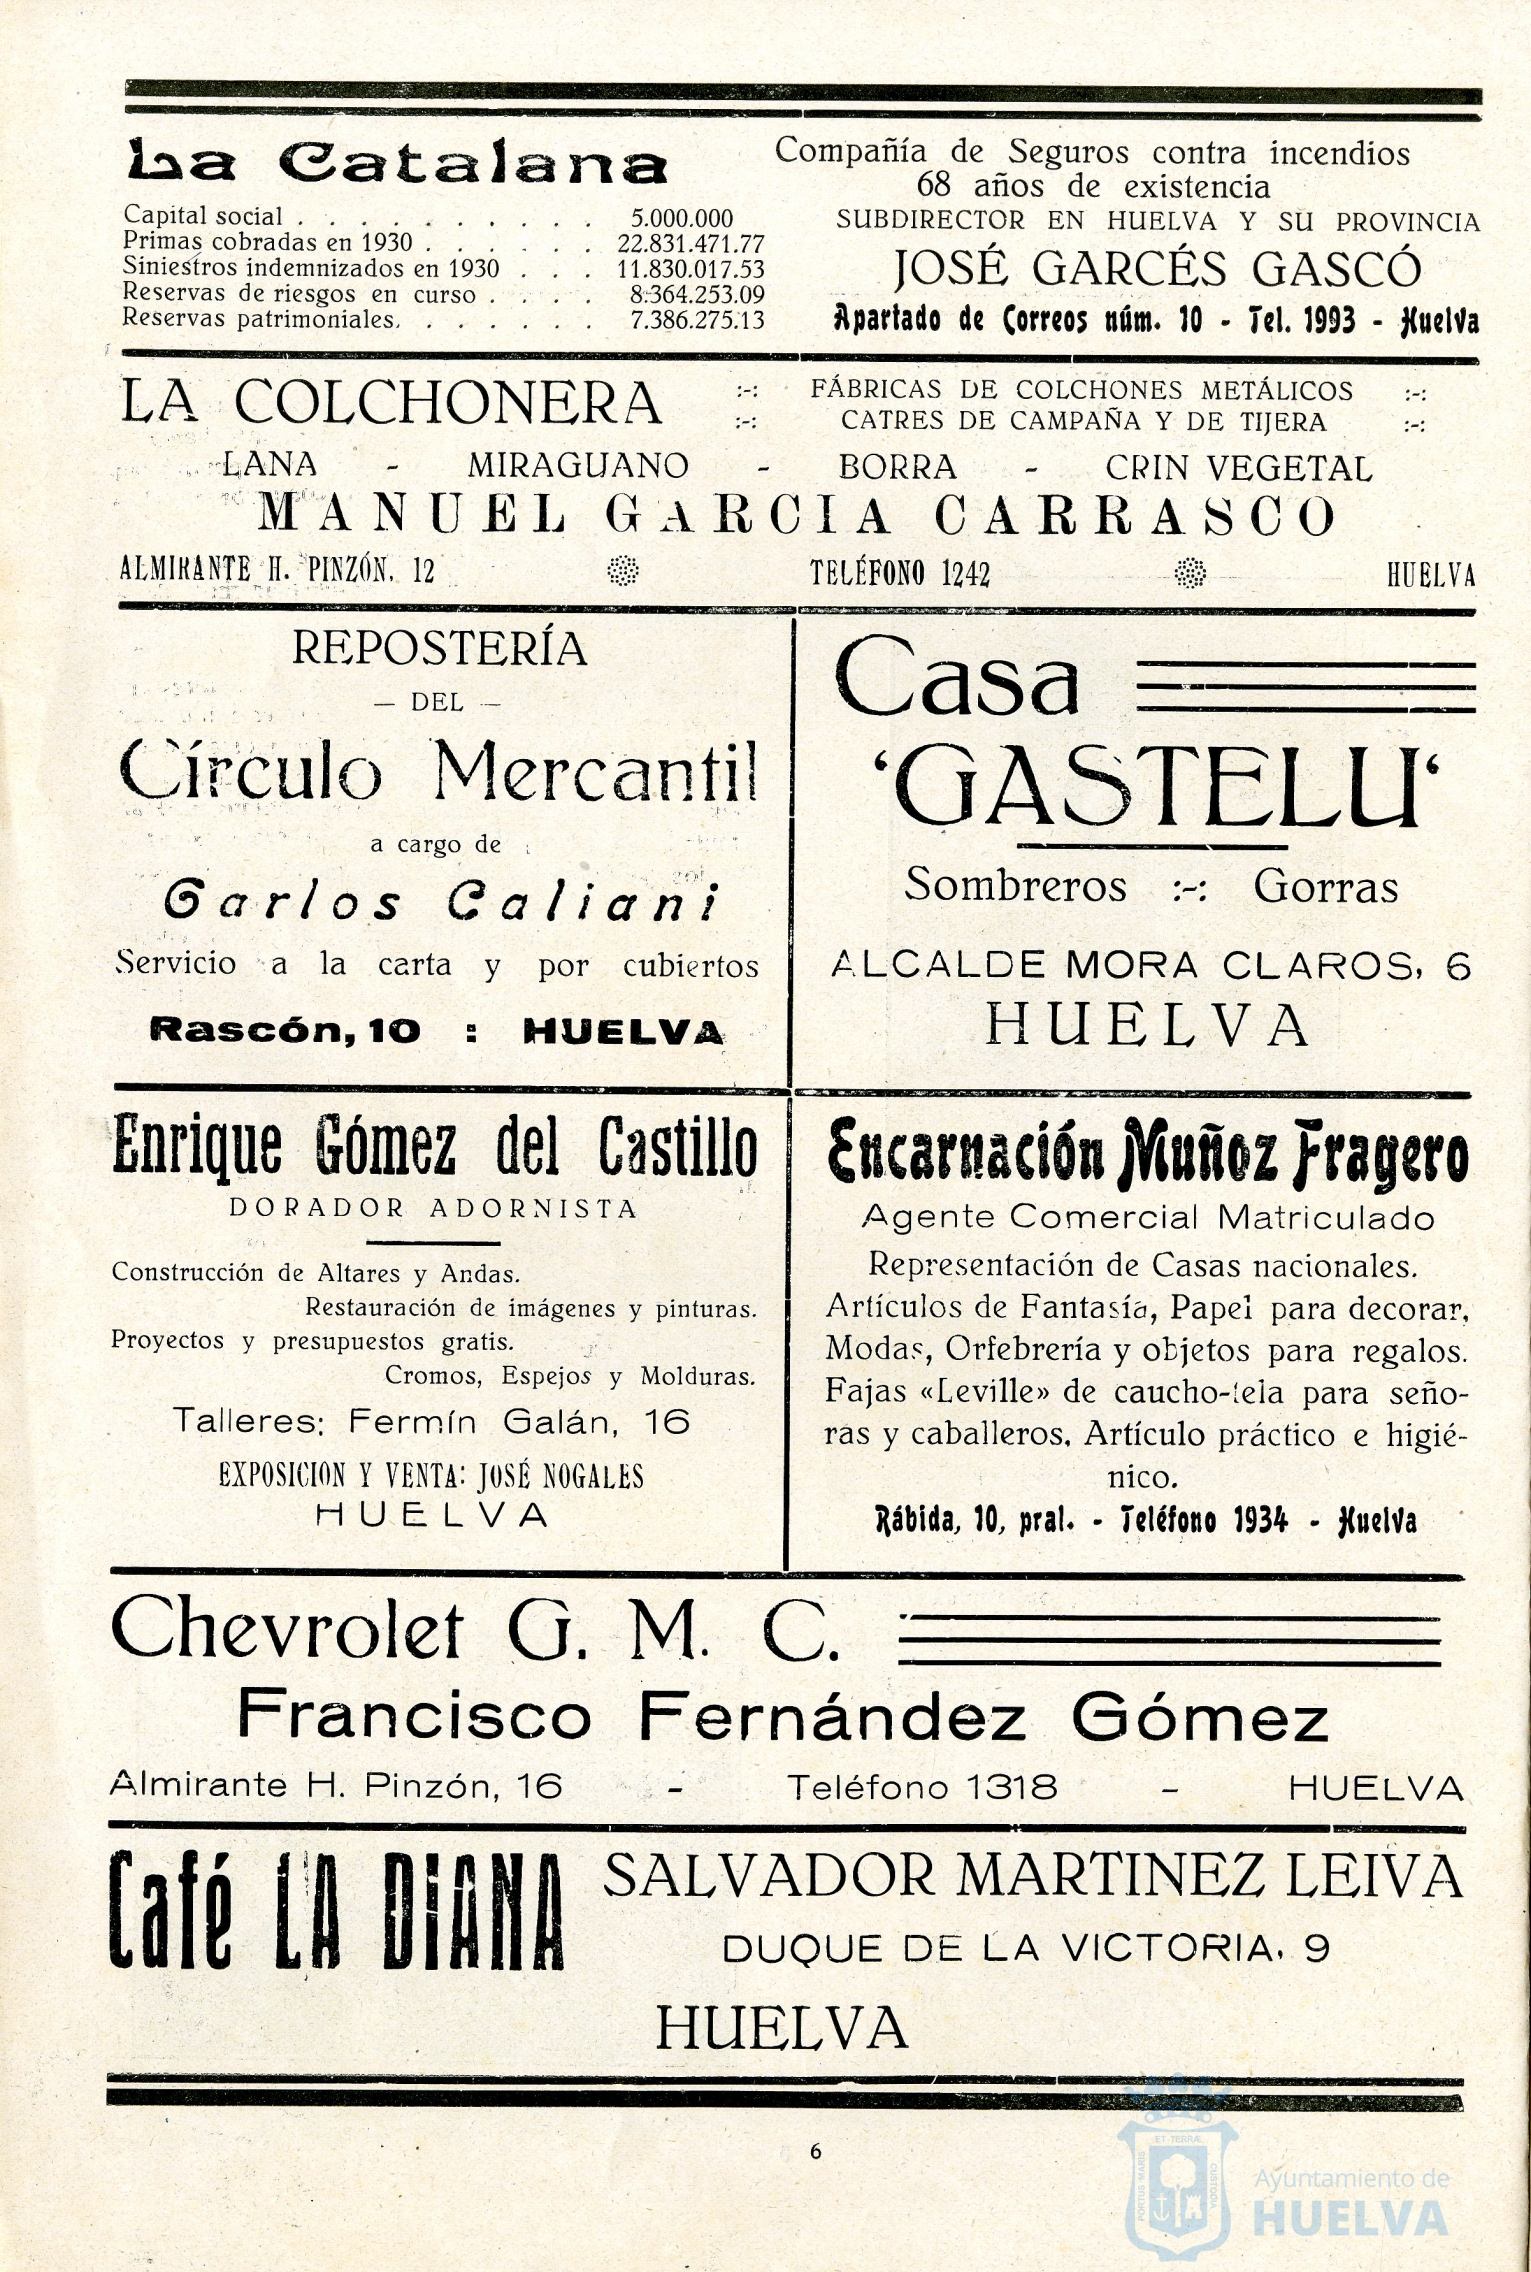 La Catalana
Capital social . . . . . . . . . . 5.000.000
Primas cobradas en 1930 . . . . . . 22.831.471.77
Siniestros indemnizados en 1930 . . . 11.830.017.53
Reservas de riesgos en curso . . . . 8.364.253.09
Reservas patrimoniales. . . . . . . 7.386.275.13
Compañía de Seguros contra incendios
68 años de existencia
SUBDIRECTOR EN HUELVA Y SU PROVINCIA
JOSÉ GARCÉS GASCÓ
Apartado de Correos núm. 10 - Tel. 1993 - Huelva
LA COLCHONERA
:-: FÁBRICAS DE COLCHONES METÁLICOS :-:
:-: CATRES DE CAMPAÑA Y DE TIJERA :-:
LANA - MIRAGUANO - BORRA - CRIN VEGETAL
MANUEL GARCIA CARRASCO
ALMIRANTE H. PINZÓN, 12 TELÉFONO 1242 HUELVA
REPOSTERÍA
— DEL —
Círculo Mercantil
a cargo de
Carlos Caliani
Servicio a la carta y por cubiertos
Rascón, 10 : HUELVA
Casa
'GASTELU'
Sombreros :-: Gorras
ALCALDE MORA CLAROS, 6
HUELVA
Enrique Gómez del Castillo
DORADOR ADORNISTA
Construcción de Altares y Andas.
Restauración de imágenes y pinturas.
Proyectos y presupuestos gratis.
Cromos, Espejos y Molduras.
Talleres: Fermín Galán, 16
EXPOSICION Y VENTA: JOSÉ NOGALES
HUELVA
Encarnación Muñoz Fragero
Agente Comercial Matriculado
Representación de Casas nacionales.
Artículos de Fantasía, Papel para decorar,
Modas, Orfebrería y objetos para regalos.
Fajas «Leville» de caucho-tela para seño-
ras y caballeros, Artículo práctico e higié-
nico.
Rábida, 10, pral. - Teléfono 1934 - Huelva
Chevrolet G. M. C.
Francisco Fernández Gómez
Almirante H. Pinzón, 16 - Teléfono 1318 - HUELVA
Café LA DiANA
SALVADOR MARTINEZ LEIVA
DUQUE DE LA VICTORIA, 9
HUELVA
6
PORTUS MARIS
ET TERRÆ
CUSTODIA
Ayuntamiento de
HUELVA